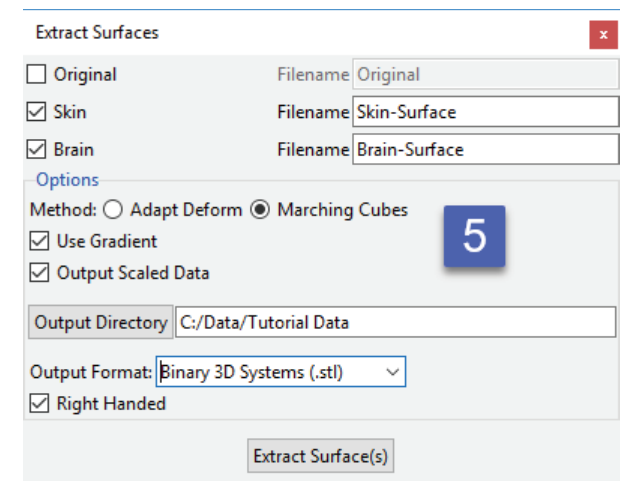 Extract Surfaces x
Original Filename Original
Skin Filename Skin-Surface
Brain Filename Brain-Surface
Options
Method: Adapt Deform Marching Cubes
Use Gradient
5
Output Scaled Data
Output Directory C:/Data/Tutorial Data
Output Format: Binary 3D Systems (.stl)
Right Handed
Extract Surface(s)